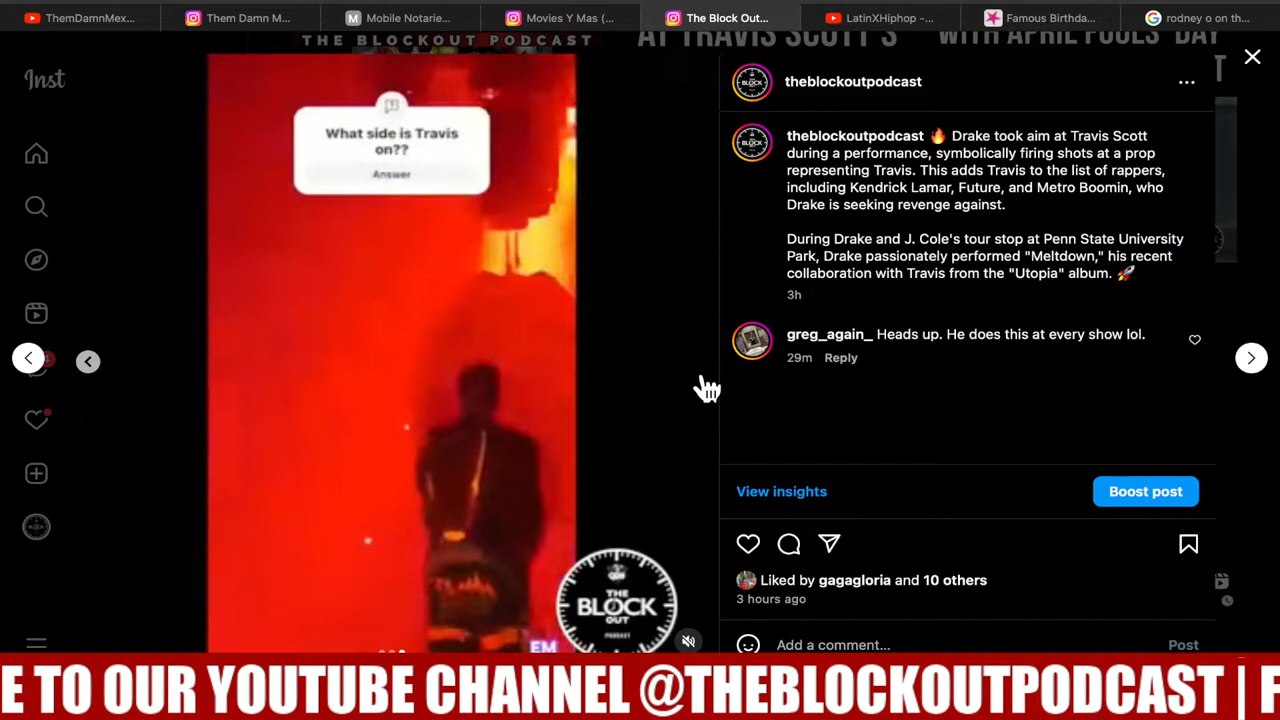 ThemDamnMex...
Them Damn M...
Mobile Notarie...
Movies Y Mas (...
The Block Out...
LatinXHiphop -...
Famous Birthda...
rodney o on th...
THE BLOCKOUT PODCAST
AT TRAVIS SCOTT'S
WITH APRIL FOOLS' DAY
Inst
What side is Travis
on??
Answer
THE
BLOCK
OUT
PODCAST
EM
theblockoutpodcast
theblockoutpodcast 🔥 Drake took aim at Travis Scott
during a performance, symbolically firing shots at a prop
representing Travis. This adds Travis to the list of rappers,
including Kendrick Lamar, Future, and Metro Boomin, who
Drake is seeking revenge against.
During Drake and J. Cole's tour stop at Penn State University
Park, Drake passionately performed "Meltdown," his recent
collaboration with Travis from the "Utopia" album. 🚀
3h
greg_again_ Heads up. He does this at every show lol.
29m Reply
View insights
Boost post
Liked by gagagloria and 10 others
3 hours ago
Add a comment...
Post
E TO OUR YOUTUBE CHANNEL @THEBLOCKOUTPODCAST | F